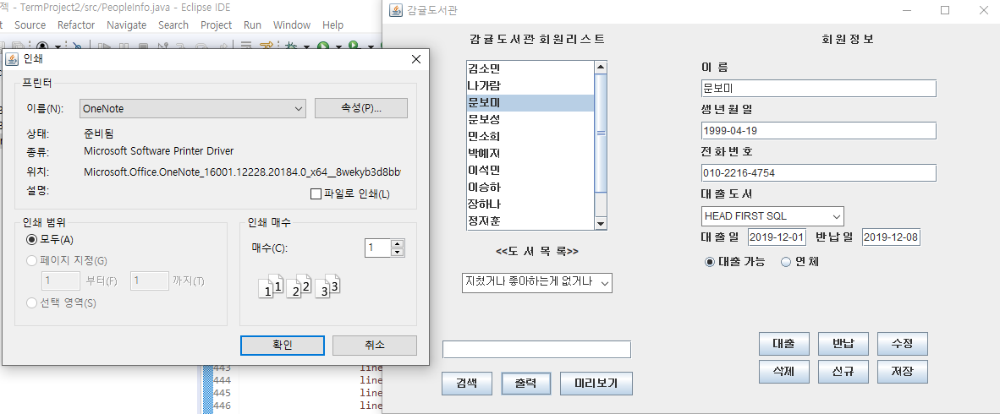 젝 - TermProject2/src/PeopleInfo.java - Eclipse IDE
Source Refactor Navigate Search Project Run Window Help
인쇄
프린터
이름(N): OneNote 속성(P)...
상태: 준비됨
종류: Microsoft Software Printer Driver
위치: Microsoft.Office.OneNote_16001.12228.20184.0_x64__8wekyb3d8bb
설명: 파일로 인쇄(L)
인쇄 범위
모두(A)
페이지 지정(G)
1 부터(F) 1 까지(T)
선택 영역(S)
인쇄 매수
매수(C): 1
1 1 2 2 3 3
확인 취소
443 line
444 line
445 line
446 line
감귤도서관
감귤도서관 회원리스트
김소민
나가람
문보미
문보성
민소희
박예지
이석민
이승하
장하나
정저훈
<<도 서 목 록>>
지쳤거나 좋아하는게 없거나
검색 출력 미리보기
회원정보
이 름
문보미
생년월일
1999-04-19
전화번호
010-2216-4754
대출도서
HEAD FIRST SQL
대출일 2019-12-01 반납일 2019-12-08
대출가능 연체
대출 반납 수정
삭제 신규 저장